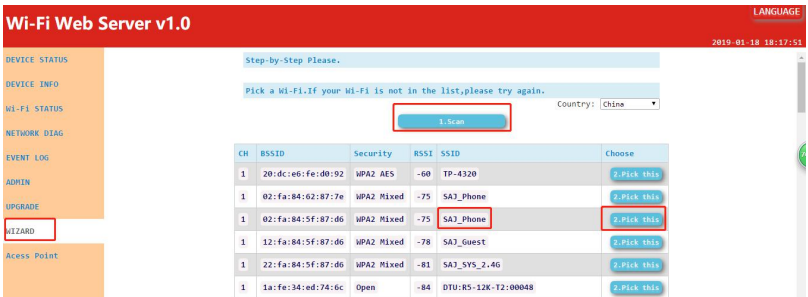 LANGUAGE
Wi-Fi Web Server v1.0
2019-01-18 18:17:51
DEVICE STATUS
DEVICE INFO
Wi-Fi STATUS
NETWORK DIAG
EVENT LOG
ADMIN
UPGRADE
WIZARD
Acess Point
Step-by-Step Please.
Pick a Wi-Fi.If your Wi-Fi is not in the list,please try again.
Country: China
1.Scan
CH BSSID Security RSSI SSID Choose
1 20:dc:e6:fe:d0:92 WPA2 AES -60 TP-4320 2.Pick this
1 02:fa:84:62:87:7e WPA2 Mixed -75 SAJ_Phone 2.Pick this
1 02:fa:84:5f:87:d6 WPA2 Mixed -75 SAJ_Phone 2.Pick this
1 12:fa:84:5f:87:d6 WPA2 Mixed -78 SAJ_Guest 2.Pick this
1 22:fa:84:5f:87:d6 WPA2 Mixed -81 SAJ_SYS_2.4G 2.Pick this
1 1a:fe:34:ed:74:6c Open -84 DTU:R5-12K-T2:00048 2.Pick this